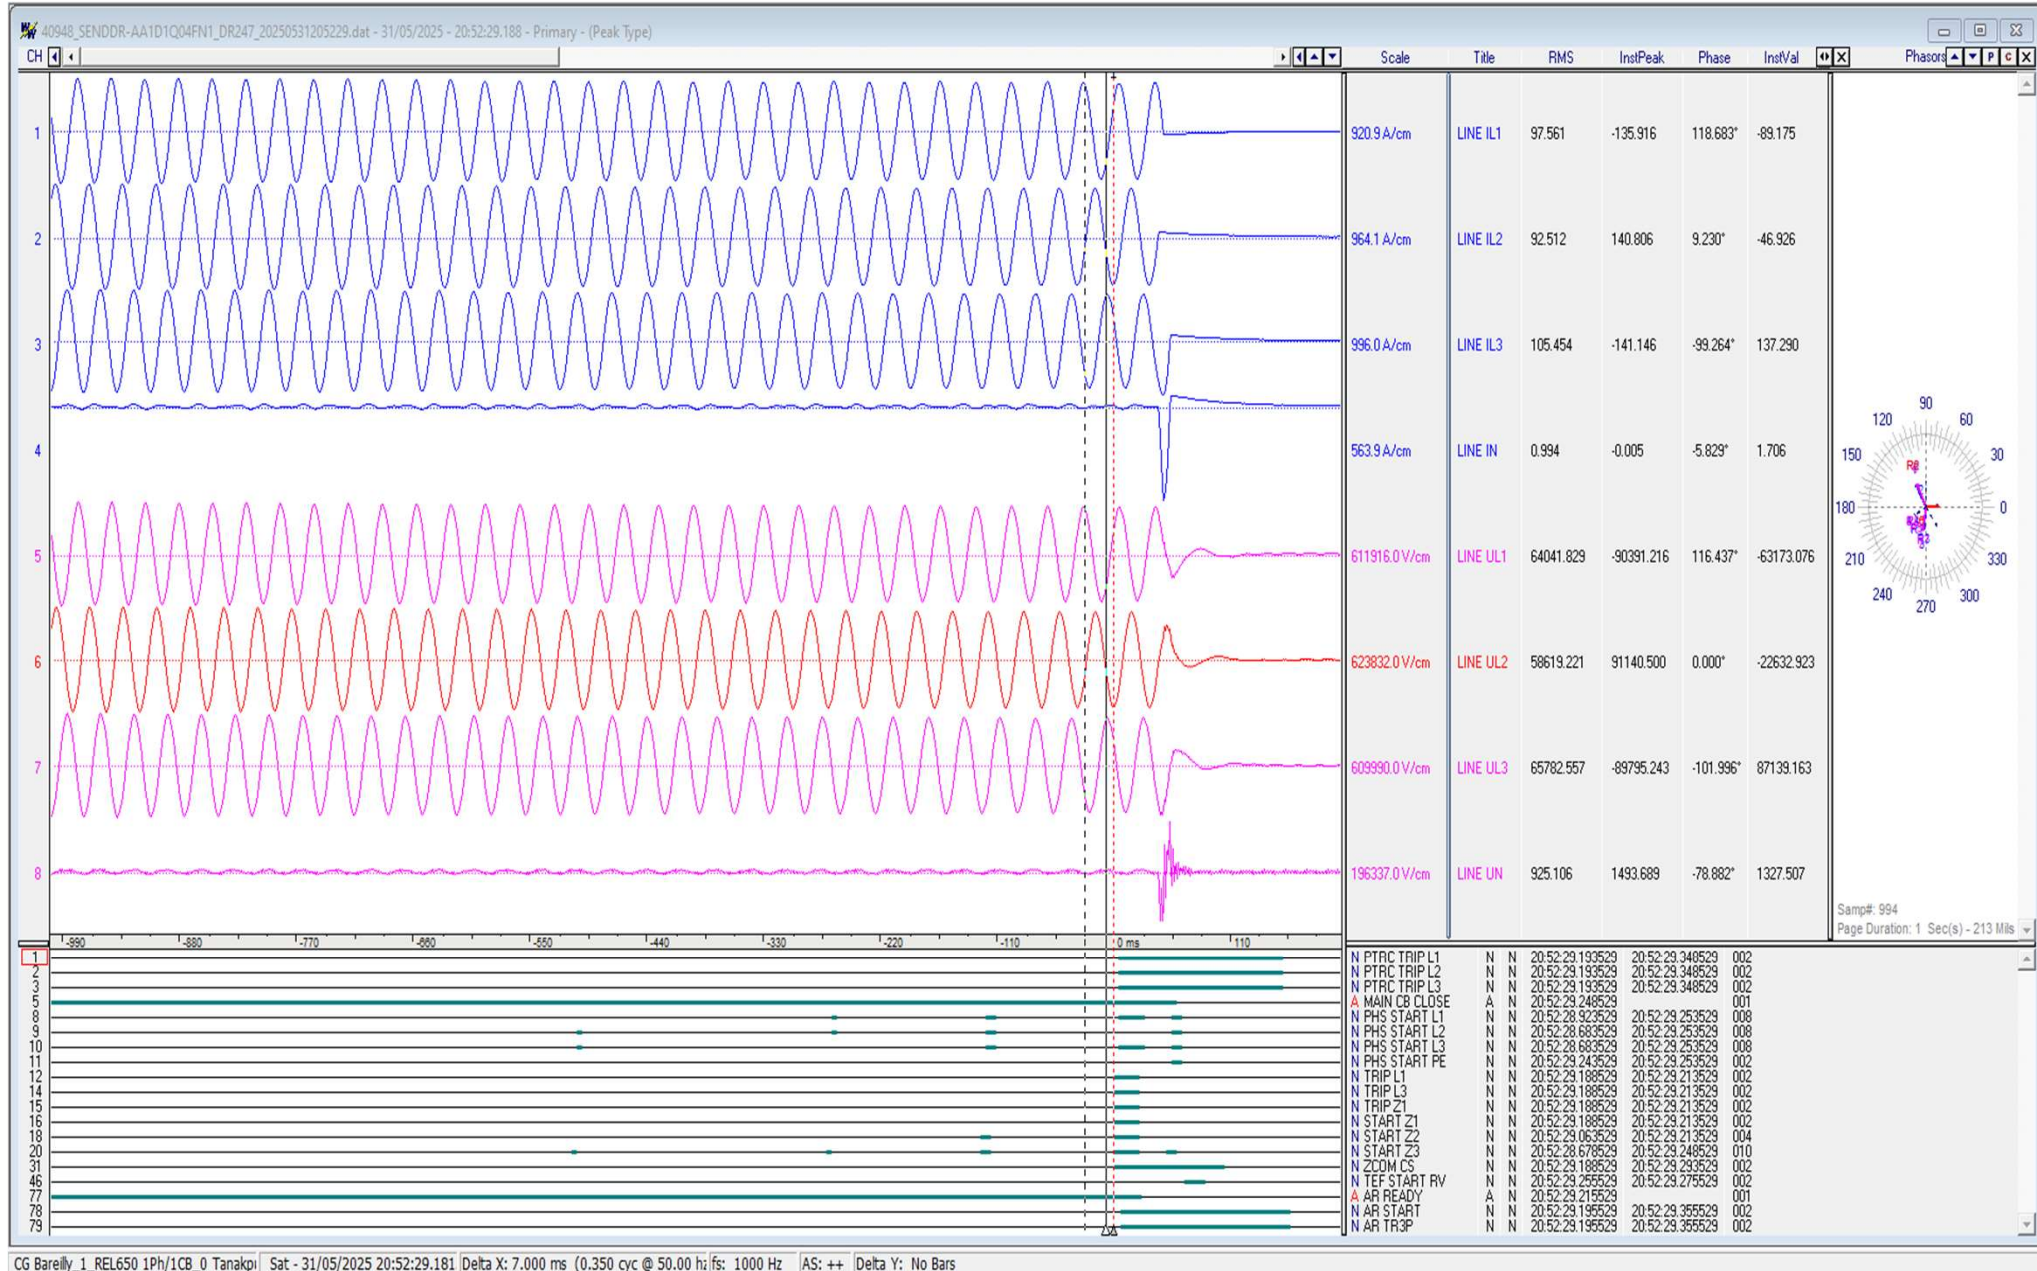 40948_SENDDR-AA1D1Q04FN1_DR247_20250531205229.dat - 31/05/2025 - 20:52:29.188 - Primary - (Peak Type)
CH Scale Title RMS InstPeak Phase InstVal Phasors P C X
1 920.9 A/cm LINE IL1 97.561 -135.916 118.683° -89.175
2 964.1 A/cm LINE IL2 92.512 140.806 9.230° -46.926
3 996.0 A/cm LINE IL3 105.454 -141.146 -99.264° 137.290
4 563.9 A/cm LINE IN 0.994 -0.005 -5.829° 1.706
5 611916.0 V/cm LINE UL1 64041.829 -90391.216 116.437° -63173.076
6 623832.0 V/cm LINE UL2 58619.221 91140.500 0.000° -22632.923
7 609990.0 V/cm LINE UL3 65782.557 -89795.243 -101.996° 87139.163
8 196337.0 V/cm LINE UN 925.106 1493.689 -78.882° 1327.507
90
120 60
150 30
180 0
210 330
240 300
270
Samp#: 994
Page Duration: 1 Sec(s) - 213 Mils
-990 -880 -770 -660 -550 -440 -330 -220 -110 0 ms 110
1 N PTRC TRIP L1 N N 20:52:29.193529 20:52:29.348529 002
2 N PTRC TRIP L2 N N 20:52:29.193529 20:52:29.348529 002
3 N PTRC TRIP L3 N N 20:52:29.193529 20:52:29.348529 002
5 A MAIN CB CLOSE A N 20:52:29.248529 001
8 N PHS START L1 N N 20:52:28.923529 20:52:29.253529 008
9 N PHS START L2 N N 20:52:28.683529 20:52:29.253529 008
10 N PHS START L3 N N 20:52:28.683529 20:52:29.253529 008
11 N PHS START PE N N 20:52:29.243529 20:52:29.253529 002
12 N TRIP L1 N N 20:52:29.188529 20:52:29.213529 002
14 N TRIP L3 N N 20:52:29.188529 20:52:29.213529 002
15 N TRIP Z1 N N 20:52:29.188529 20:52:29.213529 002
16 N START Z1 N N 20:52:29.188529 20:52:29.213529 002
18 N START Z2 N N 20:52:29.063529 20:52:29.213529 004
20 N START Z3 N N 20:52:28.678529 20:52:29.248529 010
31 N ZCOM CS N N 20:52:29.188529 20:52:29.293529 002
46 N TEF START RV N N 20:52:29.255529 20:52:29.275529 002
77 A AR READY A N 20:52:29.215529 001
78 N AR START N N 20:52:29.195529 20:52:29.355529 002
79 N AR TR3P N N 20:52:29.195529 20:52:29.355529 002
CG Bareilly_1_REL650 1Ph/1CB_0 Tanakpu Sat - 31/05/2025 20:52:29.181 Delta X: 7.000 ms (0.350 cyc @ 50.00 hz fs: 1000 Hz AS: ++ Delta Y: No Bars